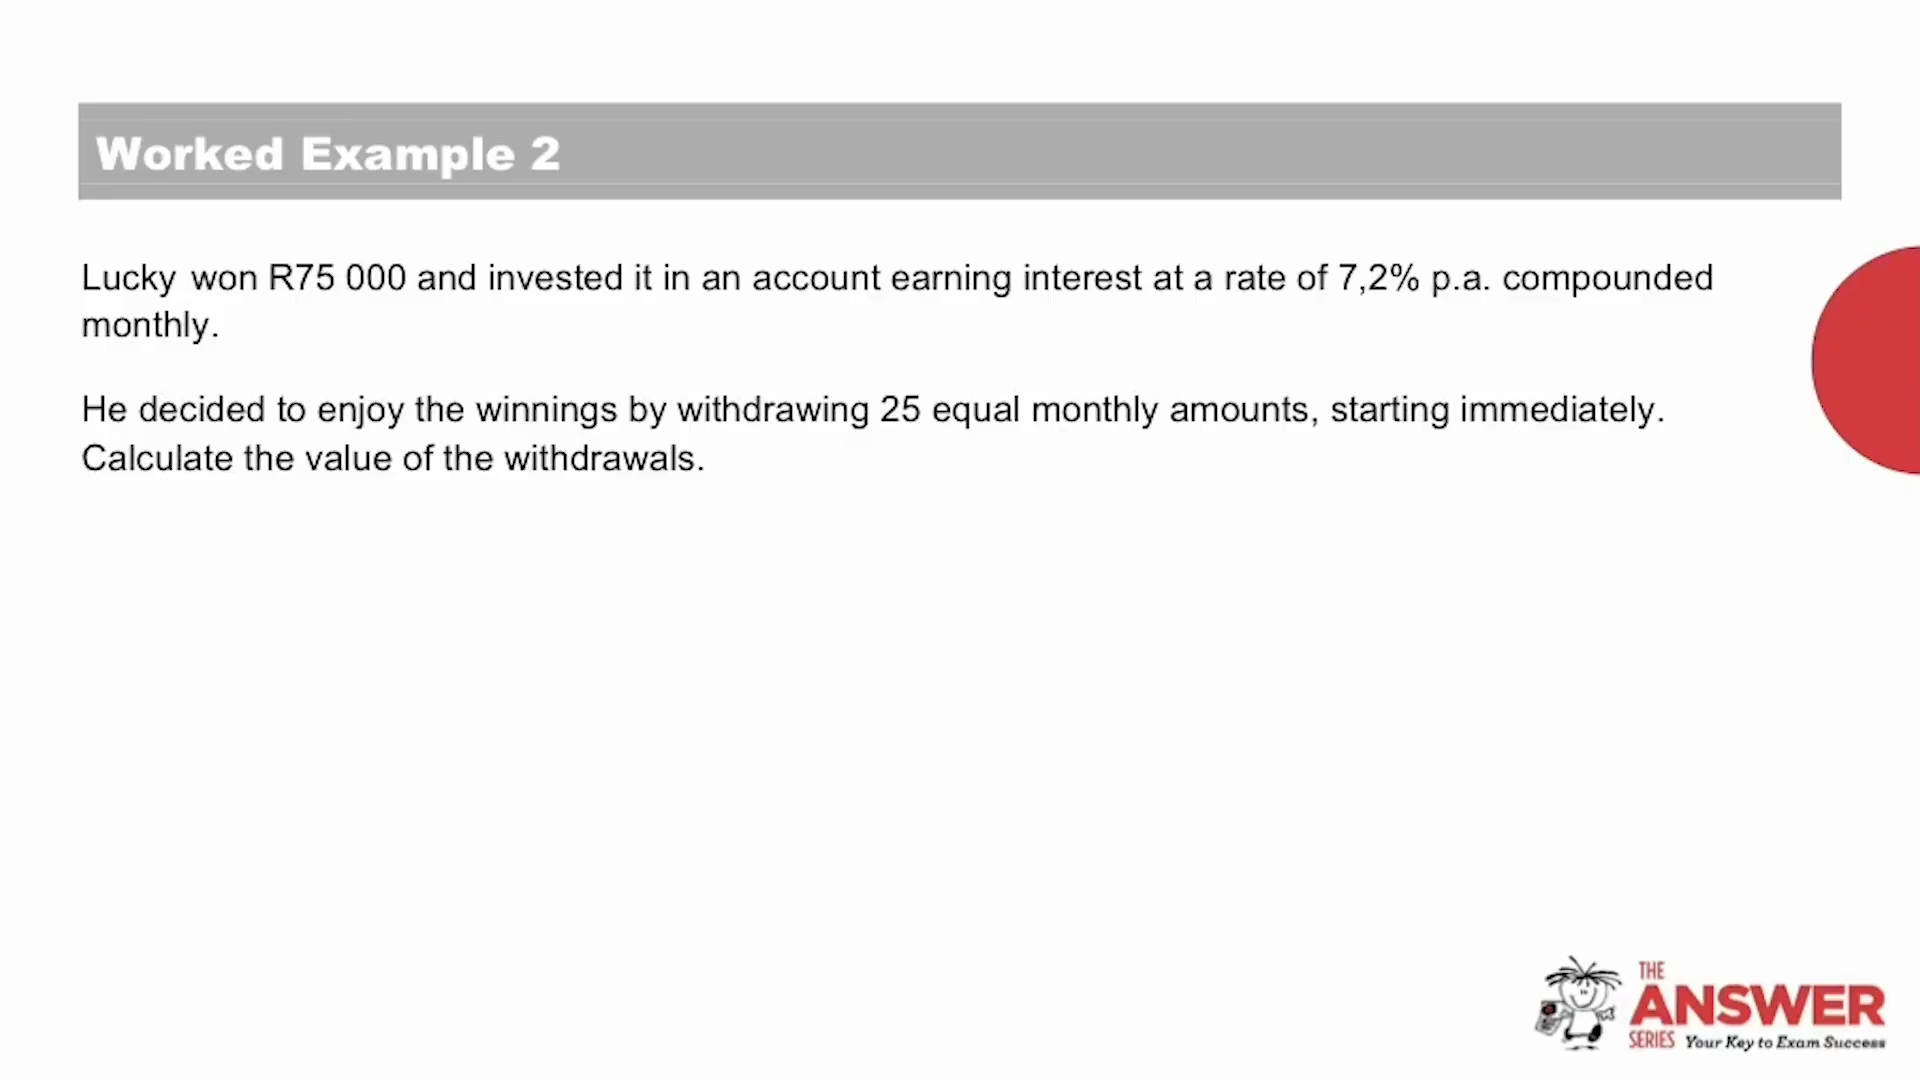 Worked Example 2
Lucky won R75 000 and invested it in an account earning interest at a rate of 7,2% p.a. compounded
monthly.
He decided to enjoy the winnings by withdrawing 25 equal monthly amounts, starting immediately.
Calculate the value of the withdrawals.
THE
ANSWER
SERIES Your Key to Exam Success